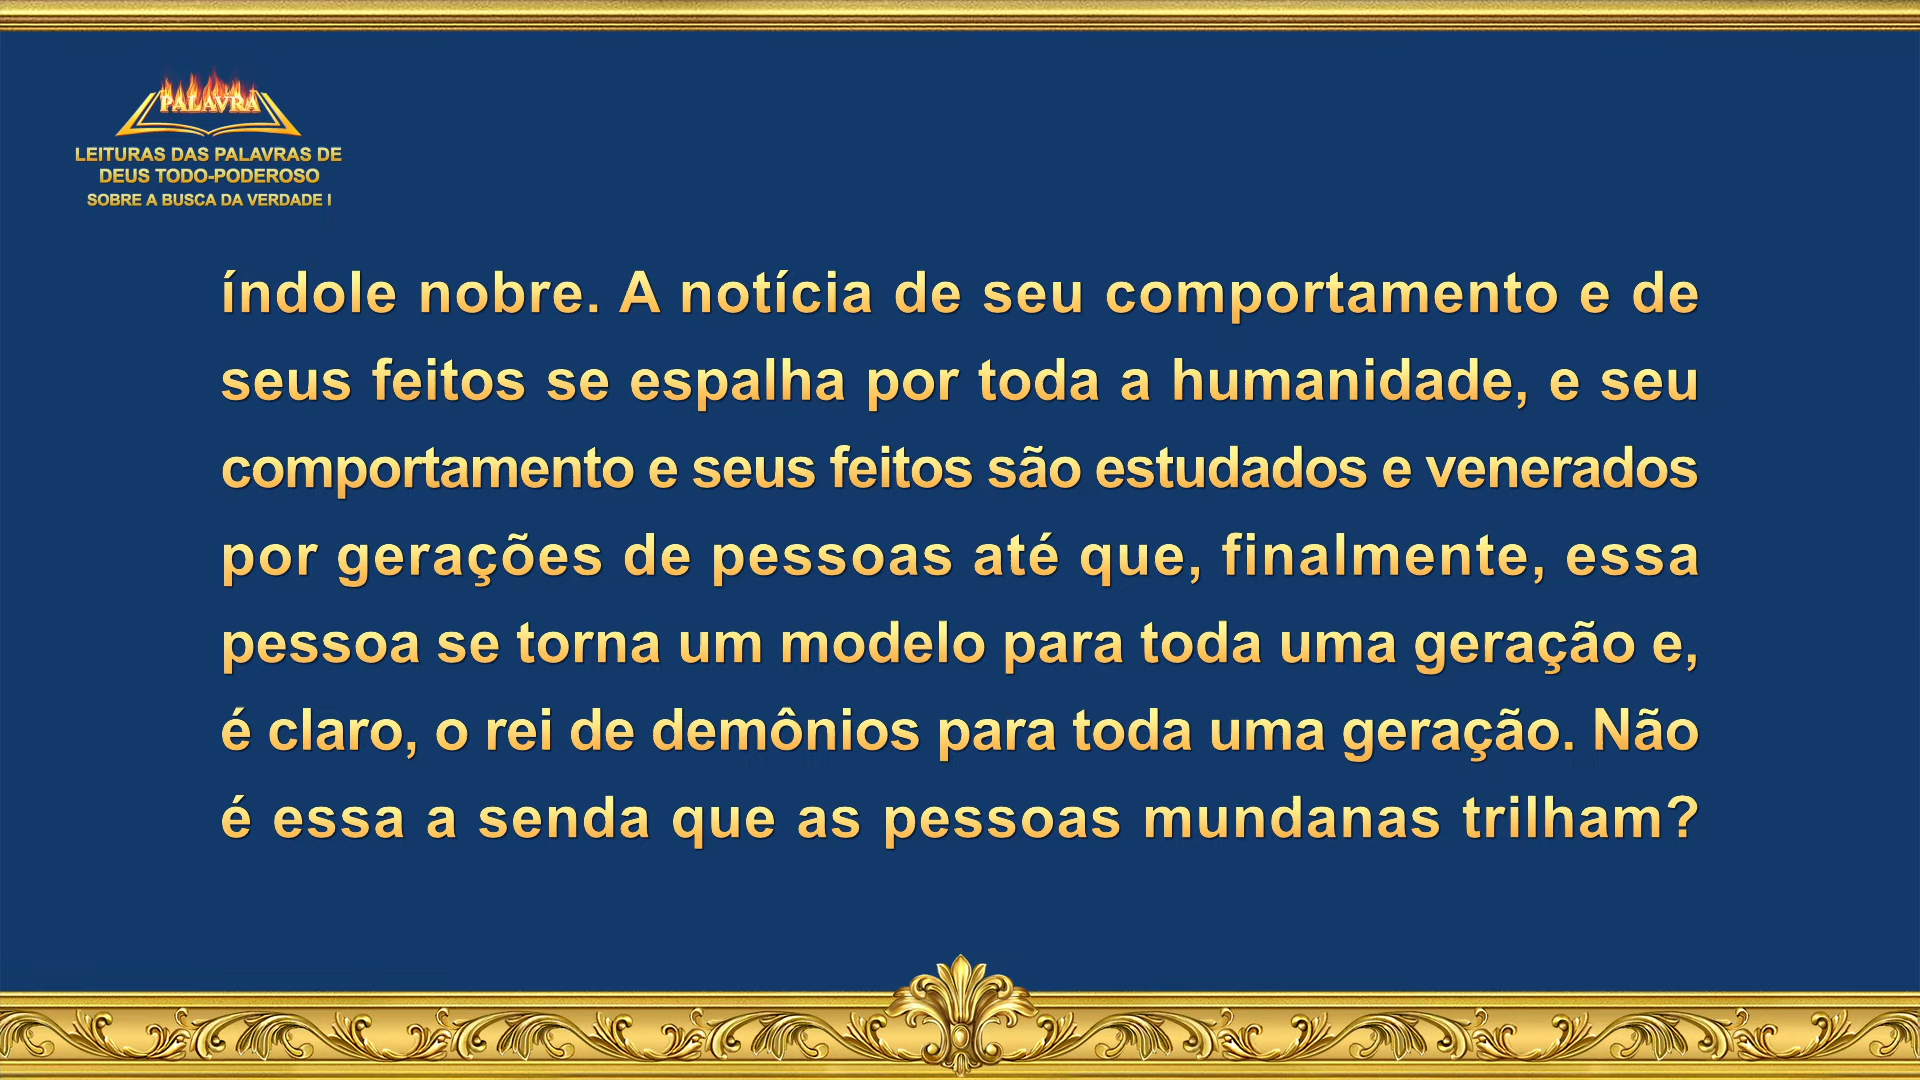 PALAVRA
LEITURAS DAS PALAVRAS DE
DEUS TODO-PODEROSO
SOBRE A BUSCA DA VERDADE I
índole nobre. A notícia de seu comportamento e de
seus feitos se espalha por toda a humanidade, e seu
comportamento e seus feitos são estudados e venerados
por gerações de pessoas até que, finalmente, essa
pessoa se torna um modelo para toda uma geração e,
é claro, o rei de demônios para toda uma geração. Não
é essa a senda que as pessoas mundanas trilham?